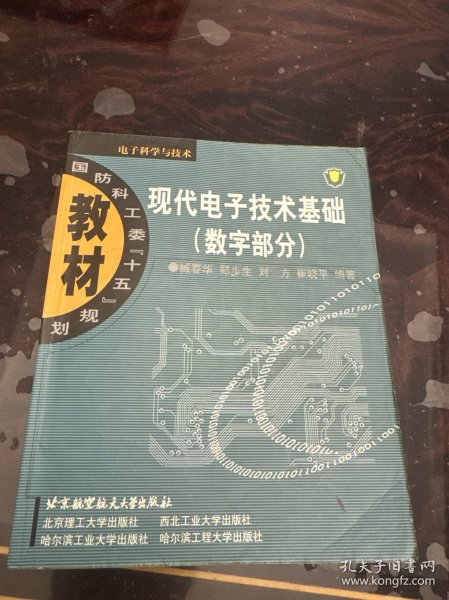 电子科学与技术
国防科工委『十五』规划
教材
现代电子技术基础
（数字部分）
臧春华 郑步生 刘 方 崔晓平 编著
北京航空航天大学出版社
北京理工大学出版社 西北工业大学出版社
哈尔滨工业大学出版社 哈尔滨工程大学出版社
孔夫子旧书网
www.kongfz.com